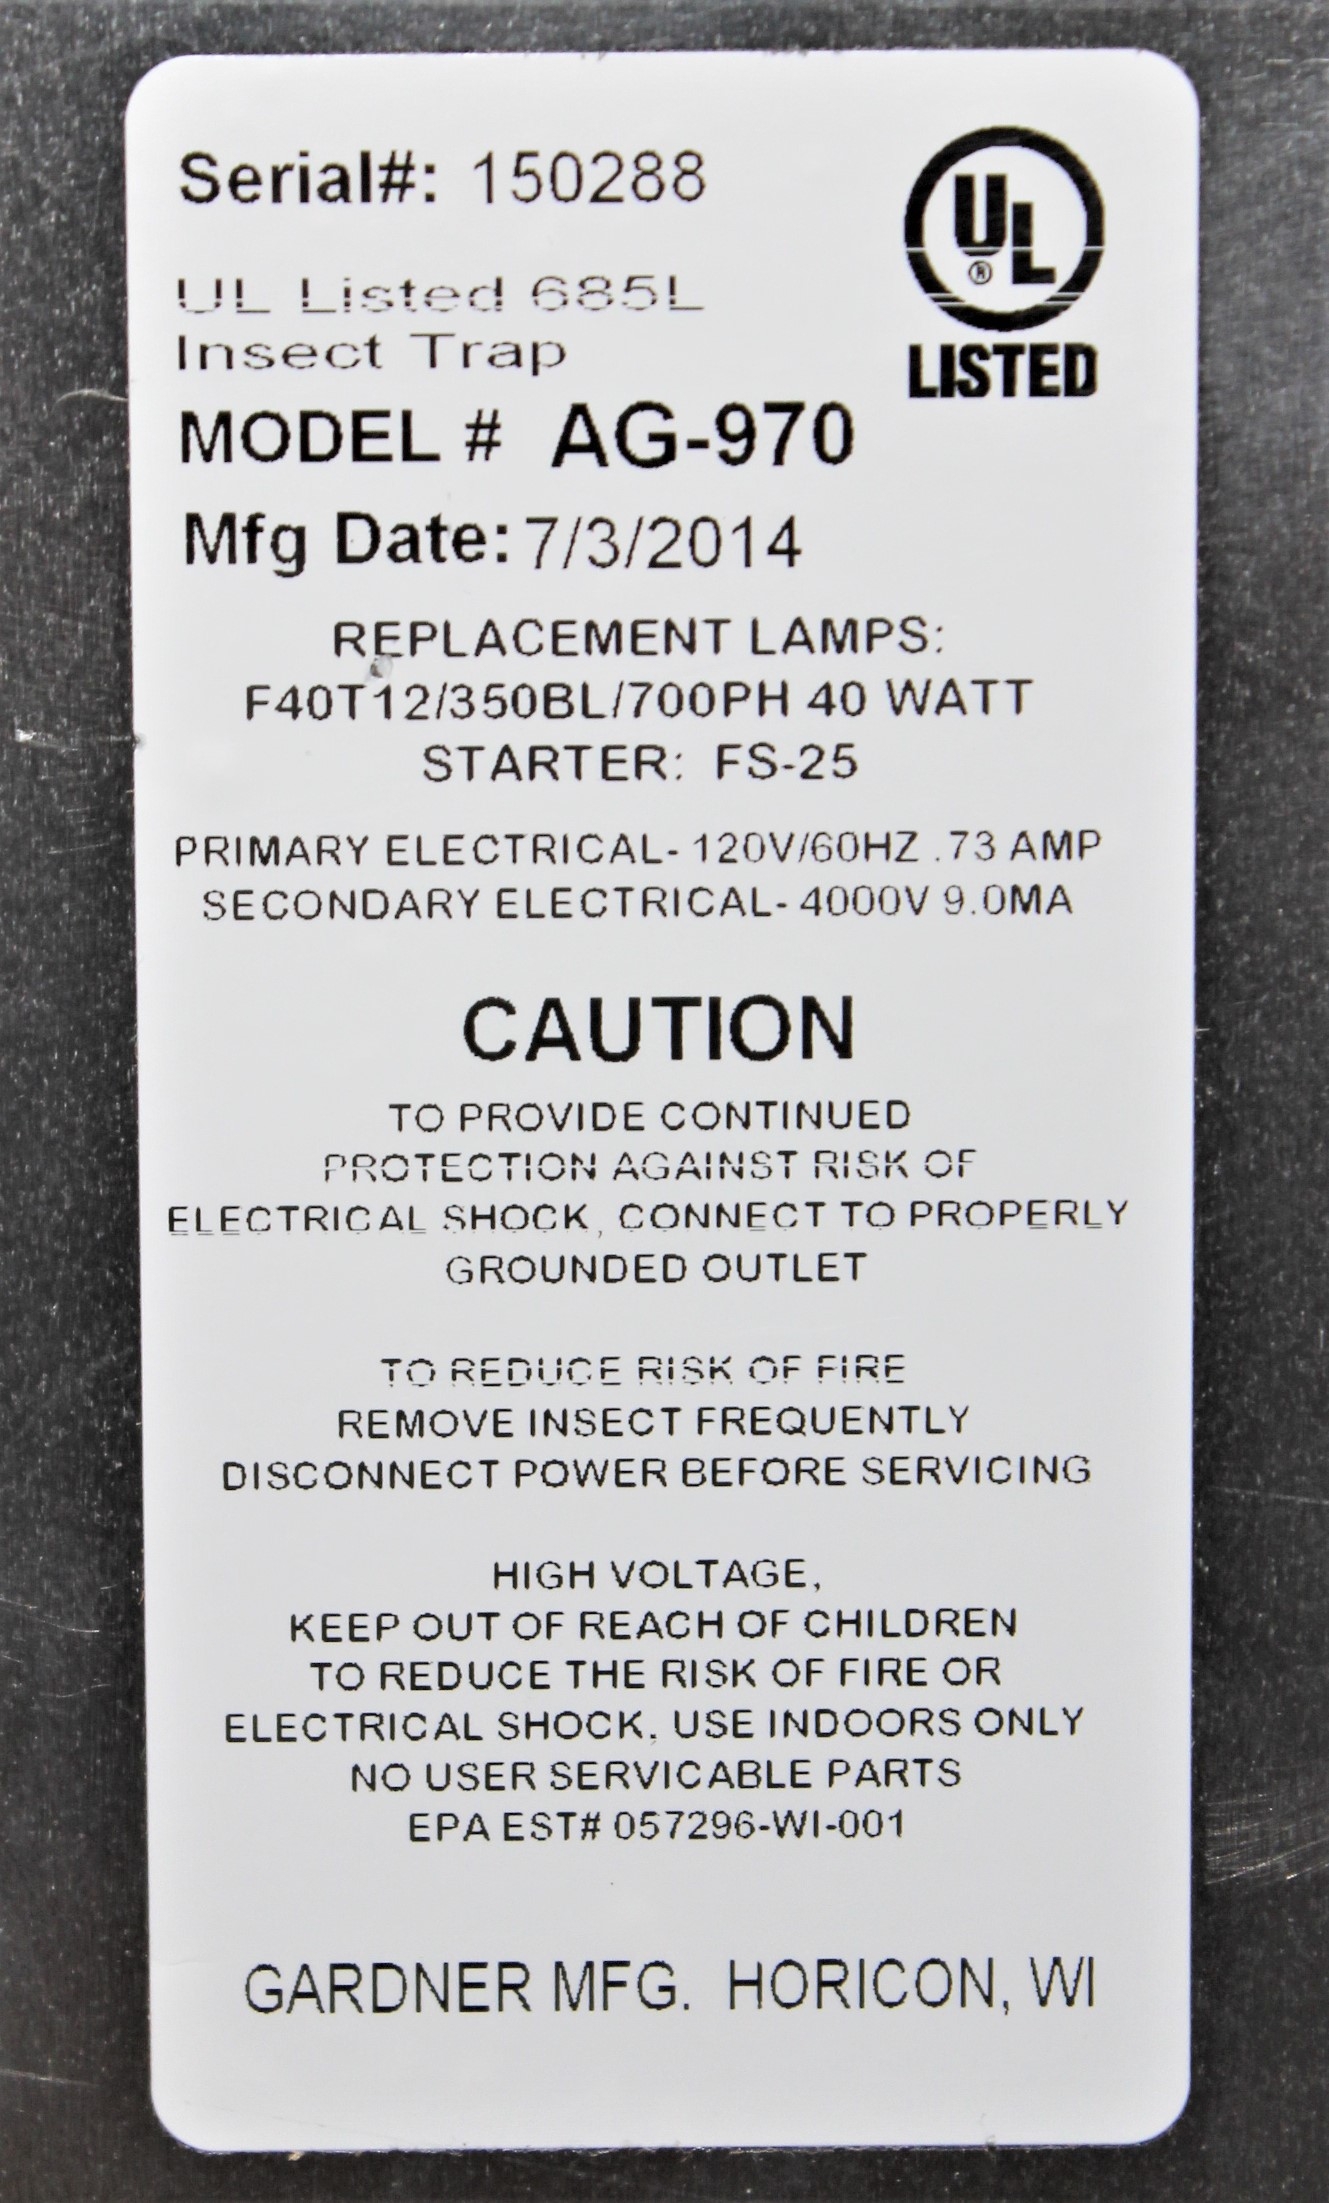 Serial#: 150288
UL
®
LISTED
UL Listed 685L
Insect Trap
MODEL # AG-970
Mfg Date: 7/3/2014
REPLACEMENT LAMPS:
F40T12/350BL/700PH 40 WATT
STARTER: FS-25
PRIMARY ELECTRICAL- 120V/60HZ .73 AMP
SECONDARY ELECTRICAL- 4000V 9.0MA
CAUTION
TO PROVIDE CONTINUED
PROTECTION AGAINST RISK OF
ELECTRICAL SHOCK, CONNECT TO PROPERLY
GROUNDED OUTLET
TO REDUCE RISK OF FIRE
REMOVE INSECT FREQUENTLY
DISCONNECT POWER BEFORE SERVICING
HIGH VOLTAGE,
KEEP OUT OF REACH OF CHILDREN
TO REDUCE THE RISK OF FIRE OR
ELECTRICAL SHOCK. USE INDOORS ONLY
NO USER SERVICABLE PARTS
EPA EST# 057296-WI-001
GARDNER MFG. HORICON, WI